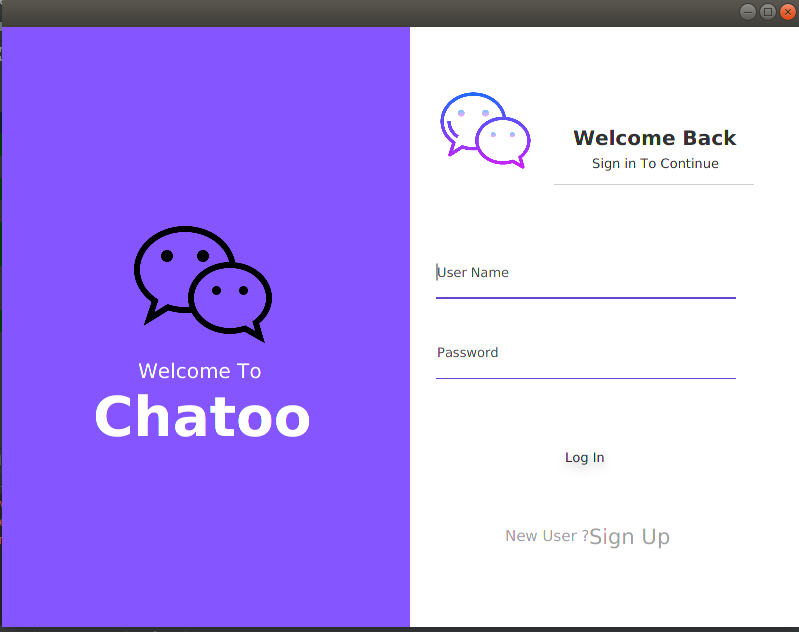 Welcome To
Chatoo
Welcome Back
Sign in To Continue
User Name
Password
Log In
New User ?Sign Up